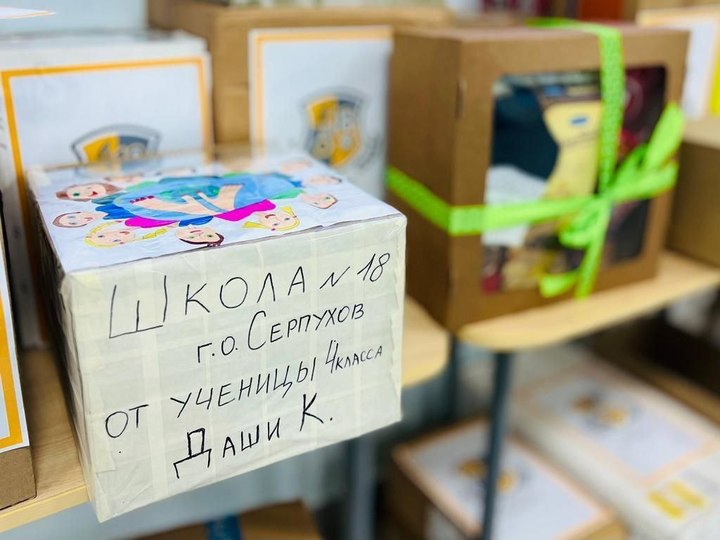 Школа N 18
г.о. Серпухов
от ученицы 4 класса
Даши К.